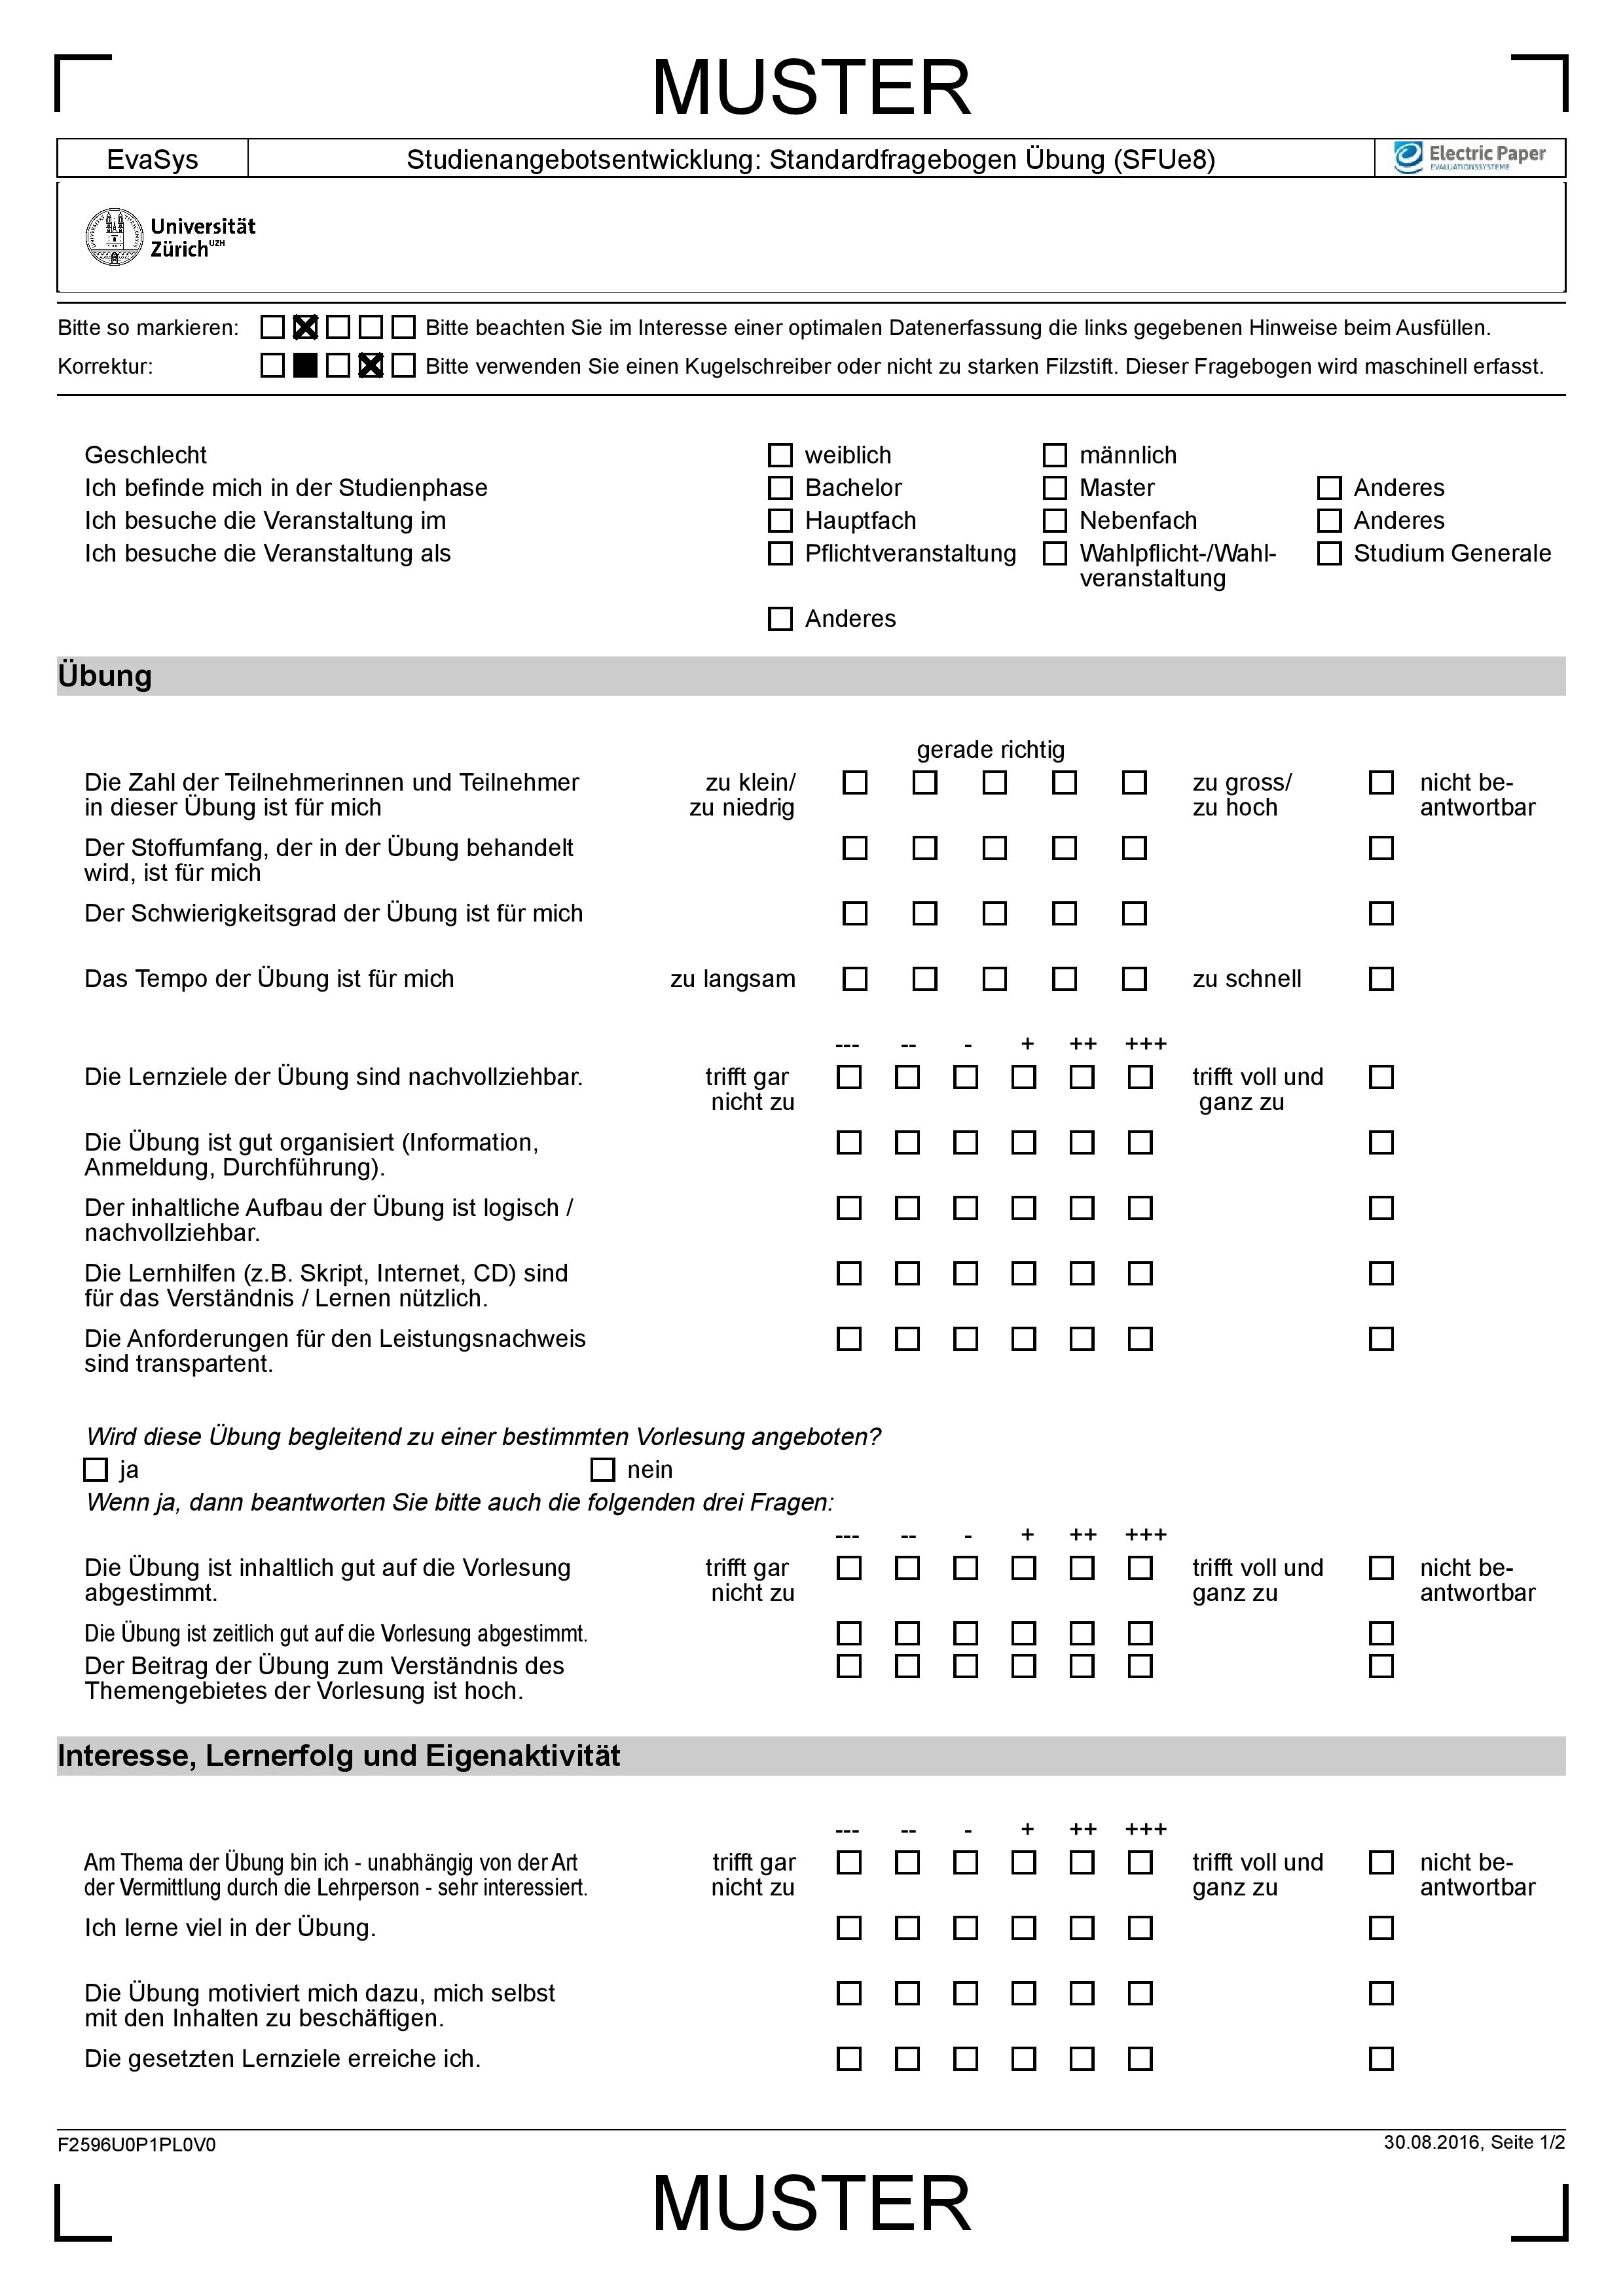 MUSTER
EvaSys Studienangebotsentwicklung: Standardfragebogen Übung (SFUe8) Electric Paper
EVALUATIONSSYSTEME
Universität
Zürich UZH
Bitte so markieren: Bitte beachten Sie im Interesse einer optimalen Datenerfassung die links gegebenen Hinweise beim Ausfüllen.
Korrektur: Bitte verwenden Sie einen Kugelschreiber oder nicht zu starken Filzstift. Dieser Fragebogen wird maschinell erfasst.
Geschlecht weiblich männlich
Ich befinde mich in der Studienphase Bachelor Master Anderes
Ich besuche die Veranstaltung im Hauptfach Nebenfach Anderes
Ich besuche die Veranstaltung als Pflichtveranstaltung Wahlpflicht-/Wahl- Studium Generale
veranstaltung
Anderes
Übung
gerade richtig
Die Zahl der Teilnehmerinnen und Teilnehmer zu klein/ zu gross/ nicht be-
in dieser Übung ist für mich zu niedrig zu hoch antwortbar
Der Stoffumfang, der in der Übung behandelt
wird, ist für mich
Der Schwierigkeitsgrad der Übung ist für mich
Das Tempo der Übung ist für mich zu langsam zu schnell
--- -- - + ++ +++
Die Lernziele der Übung sind nachvollziehbar. trifft gar trifft voll und
nicht zu ganz zu
Die Übung ist gut organisiert (Information,
Anmeldung, Durchführung).
Der inhaltliche Aufbau der Übung ist logisch /
nachvollziehbar.
Die Lernhilfen (z.B. Skript, Internet, CD) sind
für das Verständnis / Lernen nützlich.
Die Anforderungen für den Leistungsnachweis
sind transpartent.
Wird diese Übung begleitend zu einer bestimmten Vorlesung angeboten?
ja nein
Wenn ja, dann beantworten Sie bitte auch die folgenden drei Fragen:
--- -- - + ++ +++
Die Übung ist inhaltlich gut auf die Vorlesung trifft gar trifft voll und nicht be-
abgestimmt. nicht zu ganz zu antwortbar
Die Übung ist zeitlich gut auf die Vorlesung abgestimmt.
Der Beitrag der Übung zum Verständnis des
Themengebietes der Vorlesung ist hoch.
Interesse, Lernerfolg und Eigenaktivität
--- -- - + ++ +++
Am Thema der Übung bin ich - unabhängig von der Art trifft gar trifft voll und nicht be-
der Vermittlung durch die Lehrperson - sehr interessiert. nicht zu ganz zu antwortbar
Ich lerne viel in der Übung.
Die Übung motiviert mich dazu, mich selbst
mit den Inhalten zu beschäftigen.
Die gesetzten Lernziele erreiche ich.
F2596U0P1PL0V0 30.08.2016, Seite 1/2
MUSTER